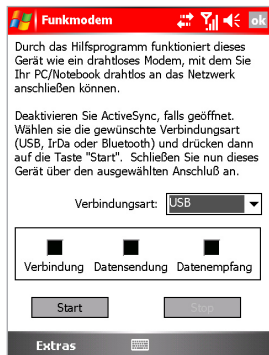 Funkmodem
ok
Durch das Hilfsprogramm funktioniert dieses
Gerät wie ein drahtloses Modem, mit dem Sie
Ihr PC/Notebook drahtlos an das Netzwerk
anschließen können.
Deaktivieren Sie ActiveSync, falls geöffnet.
Wählen sie die gewünschte Verbindungsart
(USB, IrDa oder Bluetooth) und drücken dann
auf die Taste "Start". Schließen Sie nun dieses
Gerät über den ausgewählten Anschluß an.
Verbindungsart: USB
Verbindung Datensendung Datenempfang
Start Stop
Extras